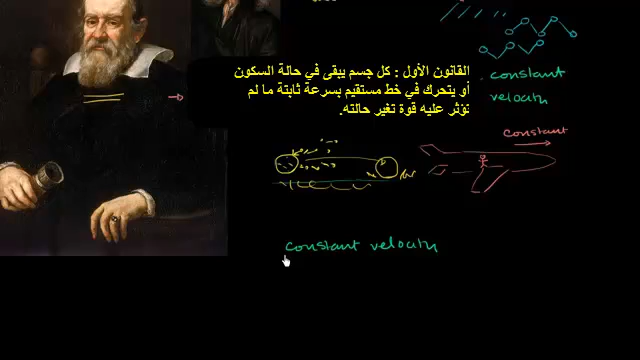 القانون الأول : كل جسم يبقى في حالة السكون
أو يتحرك في خط مستقيم بسرعة ثابتة ما لم
تؤثر عليه قوة تغير حالته.
constant
velocity
constant
constant velocity